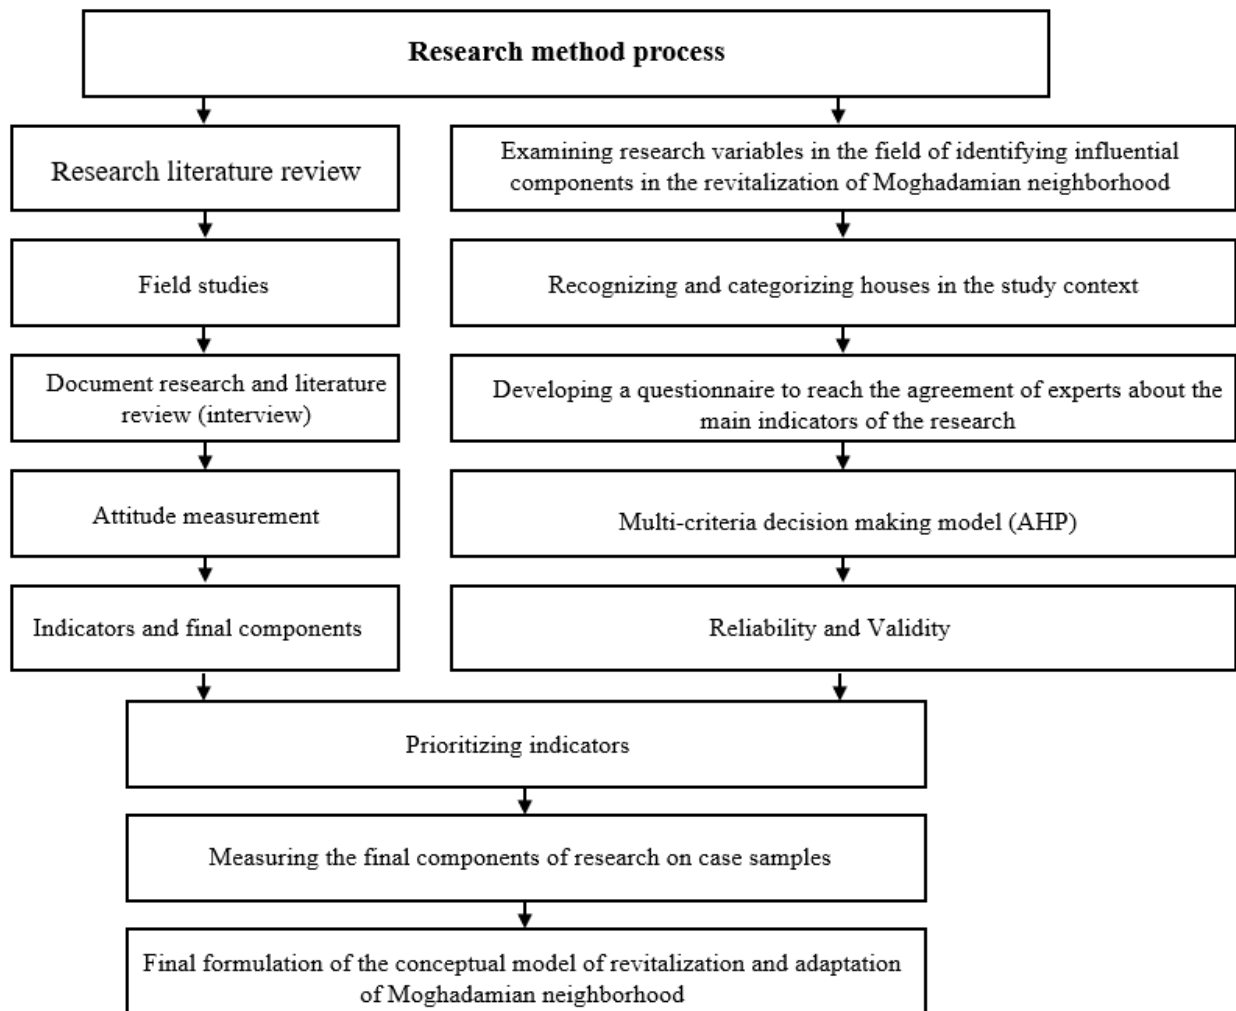 Research method process
Research literature review
Examining research variables in the field of identifying influential
components in the revitalization of Moghadamian neighborhood
Field studies
Recognizing and categorizing houses in the study context
Document research and literature
review (interview)
Developing a questionnaire to reach the agreement of experts about the
main indicators of the research
Attitude measurement
Multi-criteria decision making model (AHP)
Indicators and final components
Reliability and Validity
Prioritizing indicators
Measuring the final components of research on case samples
Final formulation of the conceptual model of revitalization and adaptation
of Moghadamian neighborhood